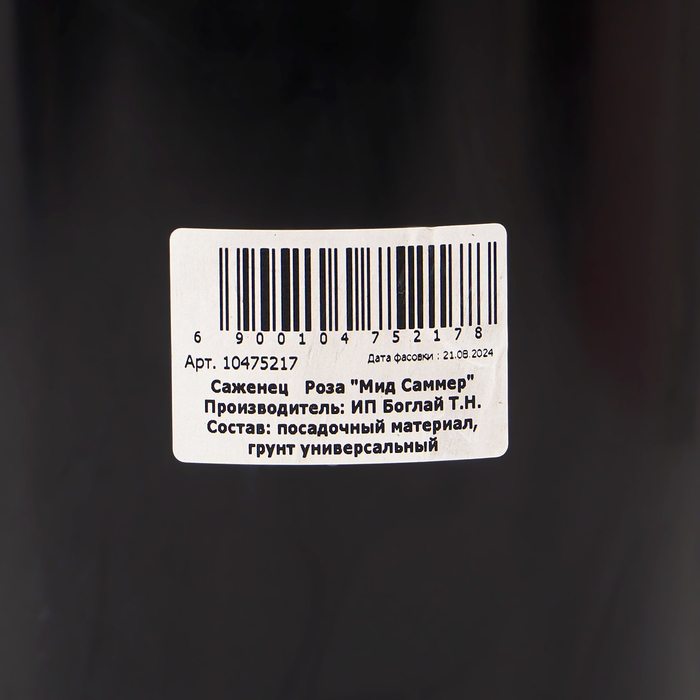 6 900104 752178
Арт. 10475217 Дата фасовки : 21.08.2024
Саженец Роза "Мид Саммер"
Производитель: ИП Боглай Т.Н.
Состав: посадочный материал,
грунт универсальный